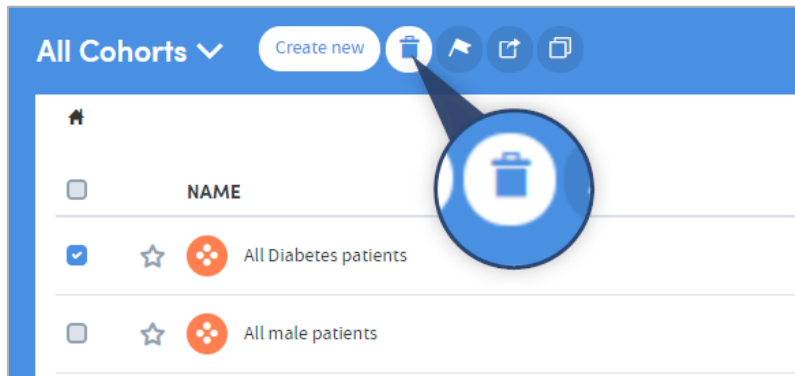 All Cohorts
Create new
NAME
All Diabetes patients
All male patients